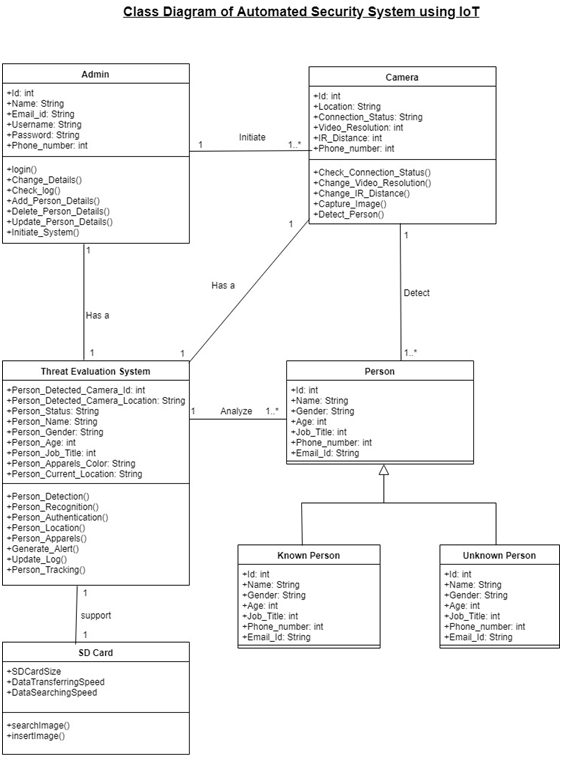 Class Diagram of Automated Security System using IoT
Admin
+Id: int
+Name: String
+Email_id: String
+Username: String
+Password: String
+Phone_number: int
+login()
+Change_Details()
+Check_log()
+Add_Person_Details()
+Delete_Person_Details()
+Update_Person_Details()
+Initiate_System()
Initiate
1
1..*
Camera
+Id: int
+Location: String
+Connection_Status: String
+Video_Resolution: int
+IR_Distance: int
+Phone_number: int
+Check_Connection_Status()
+Change_Video_Resolution()
+Change_IR_Distance()
+Capture_Image()
+Detect_Person()
1
Has a
1
1
Has a
1
1
Detect
1..*
Threat Evaluation System
+Person_Detected_Camera_Id: int
+Person_Detected_Camera_Location: String
+Person_Status: String
+Person_Name: String
+Person_Gender: String
+Person_Age: int
+Person_Job_Title: int
+Person_Apparels_Color: String
+Person_Current_Location: String
+Person_Detection()
+Person_Recognition()
+Person_Authentication()
+Person_Location()
+Person_Apparels()
+Generate_Alert()
+Update_Log()
+Person_Tracking()
1
Analyze
1..*
Person
+Id: int
+Name: String
+Gender: String
+Age: int
+Job_Title: int
+Phone_number: int
+Email_Id: String
Known Person
+Id: int
+Name: String
+Gender: String
+Age: int
+Job_Title: int
+Phone_number: int
+Email_Id: String
Unknown Person
+Id: int
+Name: String
+Gender: String
+Age: int
+Job_Title: int
+Phone_number: int
+Email_Id: String
1
support
1
SD Card
+SDCardSize
+DataTransferringSpeed
+DataSearchingSpeed
+searchImage()
+insertImage()